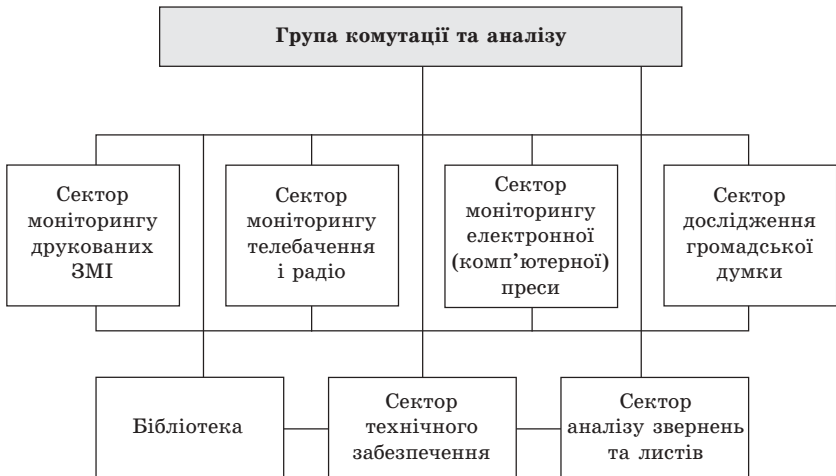 Група комутації та аналізу
Сектор
моніторингу
друкованих
ЗМІ
Сектор
моніторингу
телебачення
і радіо
Сектор
моніторингу
електронної
(комп’ютерної)
преси
Сектор
дослідження
громадської
думки
Бібліотека
Сектор
технічного
забезпечення
Сектор
аналізу звернень
та листів